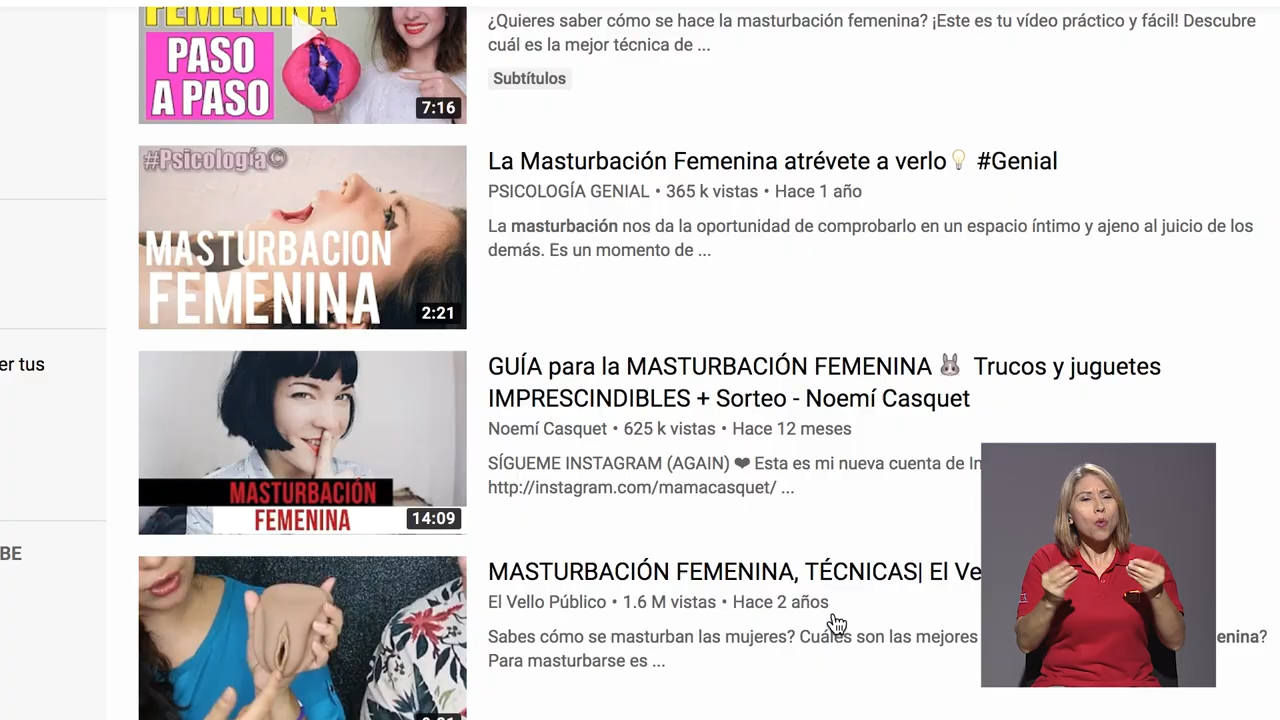 FEMENINA
PASO
A PASO
7:16
¿Quieres saber cómo se hace la masturbación femenina? ¡Este es tu vídeo práctico y fácil! Descubre
cuál es la mejor técnica de ...
Subtítulos
#Psicología©
MASTURBACION
FEMENINA
2:21
La Masturbación Femenina atrévete a verlo💡 #Genial
PSICOLOGÍA GENIAL • 365 k vistas • Hace 1 año
La masturbación nos da la oportunidad de comprobarlo en un espacio íntimo y ajeno al juicio de los
demás. Es un momento de ...
er tus
MASTURBACIÓN
FEMENINA
14:09
GUÍA para la MASTURBACIÓN FEMENINA 🐰 Trucos y juguetes
IMPRESCINDIBLES + Sorteo - Noemí Casquet
Noemí Casquet • 625 k vistas • Hace 12 meses
SÍGUEME INSTAGRAM (AGAIN) ❤ Esta es mi nueva cuenta de In
http://instagram.com/mamacasquet/ ...
BE
MASTURBACIÓN FEMENINA, TÉCNICAS| El Ve
El Vello Público • 1.6 M vistas • Hace 2 años
Sabes cómo se masturban las mujeres? Cuáles son las mejores enina?
Para masturbarse es ...